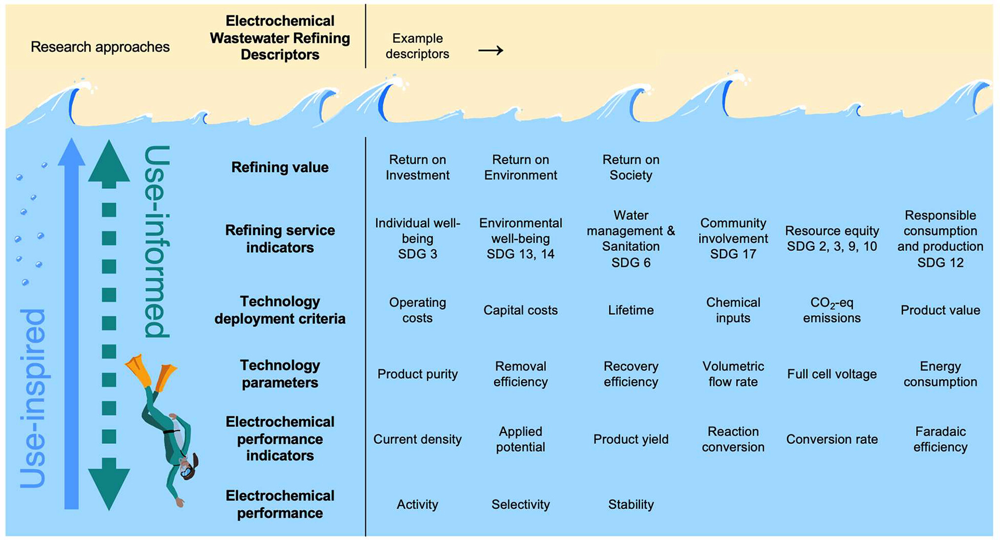 Research approaches
Electrochemical
Wastewater Refining
Descriptors
Example
descriptors
Use-inspired
Use-informed
Refining value
Return on
Investment
Return on
Environment
Return on
Society
Refining service
indicators
Individual well-
being
SDG 3
Environmental
well-being
SDG 13, 14
Water
management &
Sanitation
SDG 6
Community
involvement
SDG 17
Resource equity
SDG 2, 3, 9, 10
Responsible
consumption
and production
SDG 12
Technology
deployment criteria
Operating
costs
Capital costs
Lifetime
Chemical
inputs
CO₂-eq
emissions
Product value
Technology
parameters
Product purity
Removal
efficiency
Recovery
efficiency
Volumetric
flow rate
Full cell voltage
Energy
consumption
Electrochemical
performance
indicators
Current density
Applied
potential
Product yield
Reaction
conversion
Conversion rate
Faradaic
efficiency
Electrochemical
performance
Activity
Selectivity
Stability